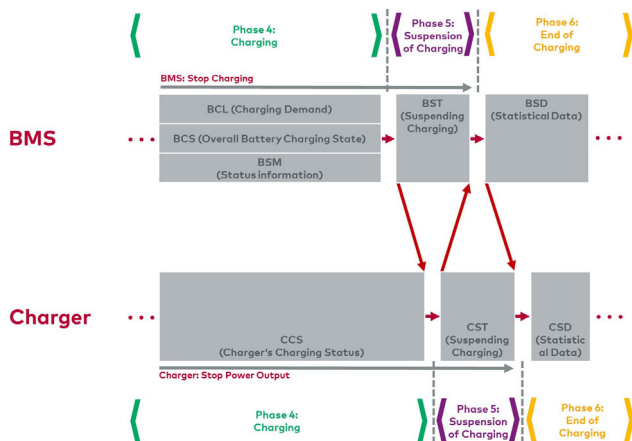 Phase 4:
Charging
Phase 5:
Suspension
of Charging
Phase 6:
End of
Charging
BMS: Stop Charging
BMS
BCL (Charging Demand)
BCS (Overall Battery Charging State)
BSM
(Status information)
BST
(Suspending
Charging)
BSD
(Statistical Data)
Charger
CCS
(Charger's Charging Status)
CST
(Suspending
Charging)
CSD
(Statistic
al Data)
Charger: Stop Power Output
Phase 4:
Charging
Phase 5:
Suspension
of Charging
Phase 6:
End of
Charging